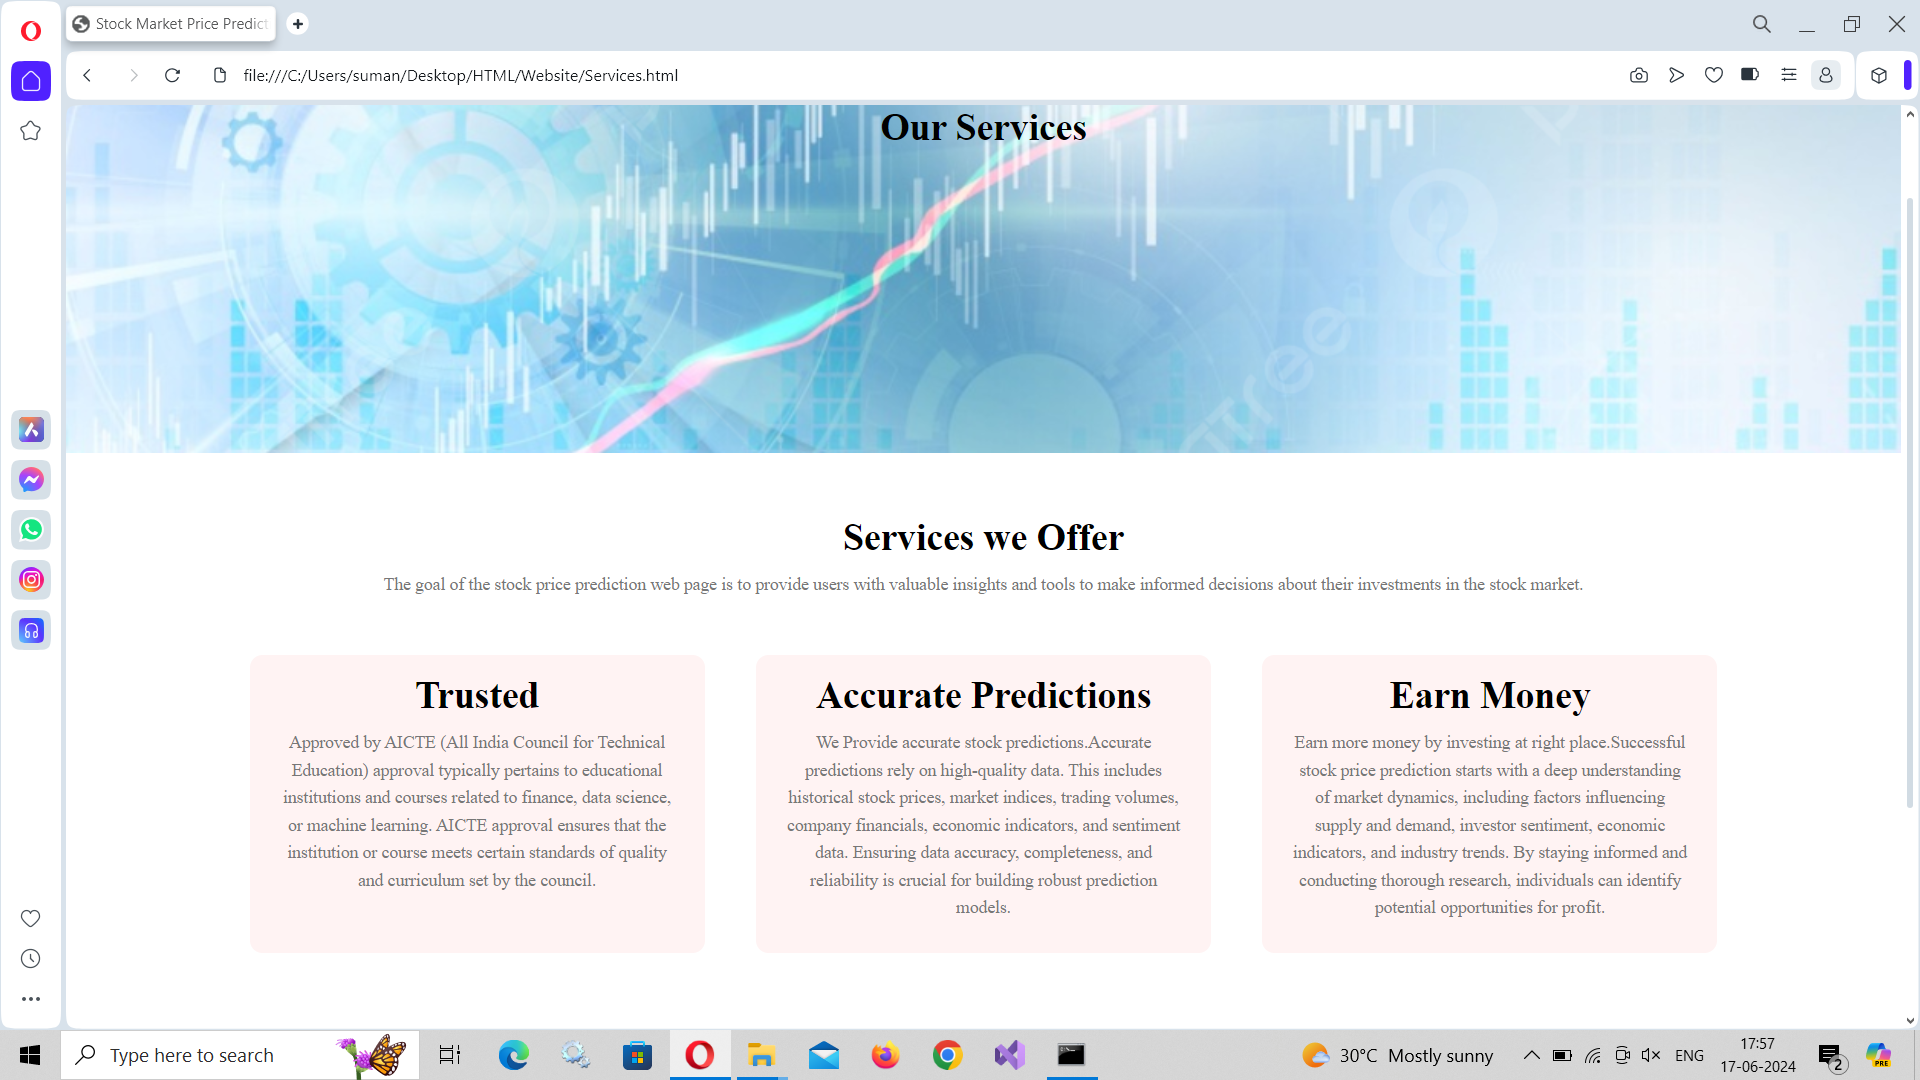 Stock Market Price Predict
file:///C:/Users/suman/Desktop/HTML/Website/Services.html
Our Services
Services we Offer
The goal of the stock price prediction web page is to provide users with valuable insights and tools to make informed decisions about their investments in the stock market.
Trusted
Approved by AICTE (All India Council for Technical
Education) approval typically pertains to educational
institutions and courses related to finance, data science,
or machine learning. AICTE approval ensures that the
institution or course meets certain standards of quality
and curriculum set by the council.
Accurate Predictions
We Provide accurate stock predictions.Accurate
predictions rely on high-quality data. This includes
historical stock prices, market indices, trading volumes,
company financials, economic indicators, and sentiment
data. Ensuring data accuracy, completeness, and
reliability is crucial for building robust prediction
models.
Earn Money
Earn more money by investing at right place.Successful
stock price prediction starts with a deep understanding
of market dynamics, including factors influencing
supply and demand, investor sentiment, economic
indicators, and industry trends. By staying informed and
conducting thorough research, individuals can identify
potential opportunities for profit.
Type here to search
30°C Mostly sunny
ENG
17:57
17-06-2024
2
PRE